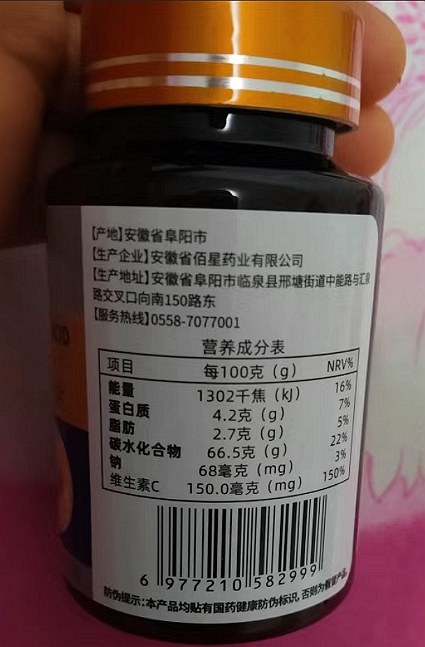 CID
【产地】安徽省阜阳市
【生产企业】安徽省佰星药业有限公司
【生产地址】安徽省阜阳市临泉县邢塘街道中能路与汇泉
路交叉口向南150路东
【服务热线】0558-7077001
营养成分表
项目 每100克（g） NRV%
能量 1302千焦（kJ） 16%
蛋白质 4.2克（g） 7%
脂肪 2.7克（g） 5%
碳水化合物 66.5克（g） 22%
钠 68毫克（mg） 3%
维生素C 150.0毫克（mg） 150%
6 977210 582999
防伪提示：本产品均贴有国药健康防伪标识，否则为假冒产品。